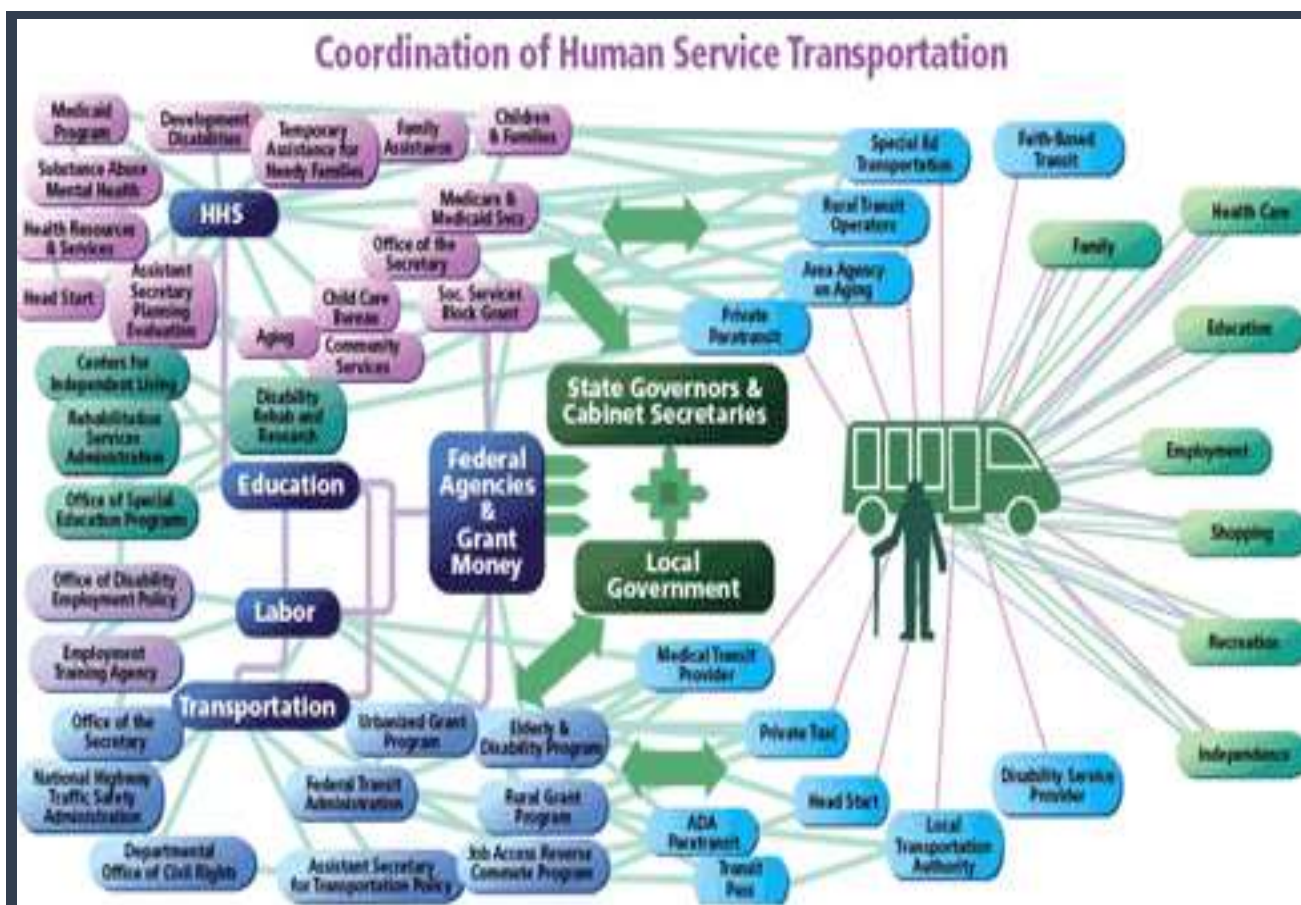 Coordination of Human Service Transportation
Medicaid
Program
Development
Disabilities
Temporary
Assistance for
Needy Families
Family
Assistance
Children
& Families
Substance Abuse
Mental Health
HHS
Medicare &
Medicaid Svcs
Health Resources
& Services
Office of the
Secretary
Head Start
Assistant
Secretary
Planning
Evaluation
Child Care
Bureau
Soc. Services
Block Grant
Aging
Community
Services
Special Ed
Transportation
Faith-Based
Transit
Rural Transit
Operators
Area Agency
on Aging
Private
Paratransit
Health Care
Family
Education
Employment
Shopping
Recreation
Independence
Centers for
Independent Living
Disability
Rehab and
Research
Rehabilitation
Services
Administration
Education
Office of Special
Education Programs
Federal
Agencies
&
Grant
Money
State Governors &
Cabinet Secretaries
Local
Government
Office of Disability
Employment Policy
Labor
Employment
Training Agency
Transportation
Office of the
Secretary
Urbanized Grant
Program
Elderly &
Disability Program
National Highway
Traffic Safety
Administration
Federal Transit
Administration
Rural Grant
Program
Departmental
Office of Civil Rights
Assistant Secretary
for Transportation Policy
Job Access Reverse
Commute Program
Medical Transit
Provider
Private Taxi
Head Start
Disability Service
Provider
ADA
Paratransit
Local
Transportation
Authority
Transit
Pass